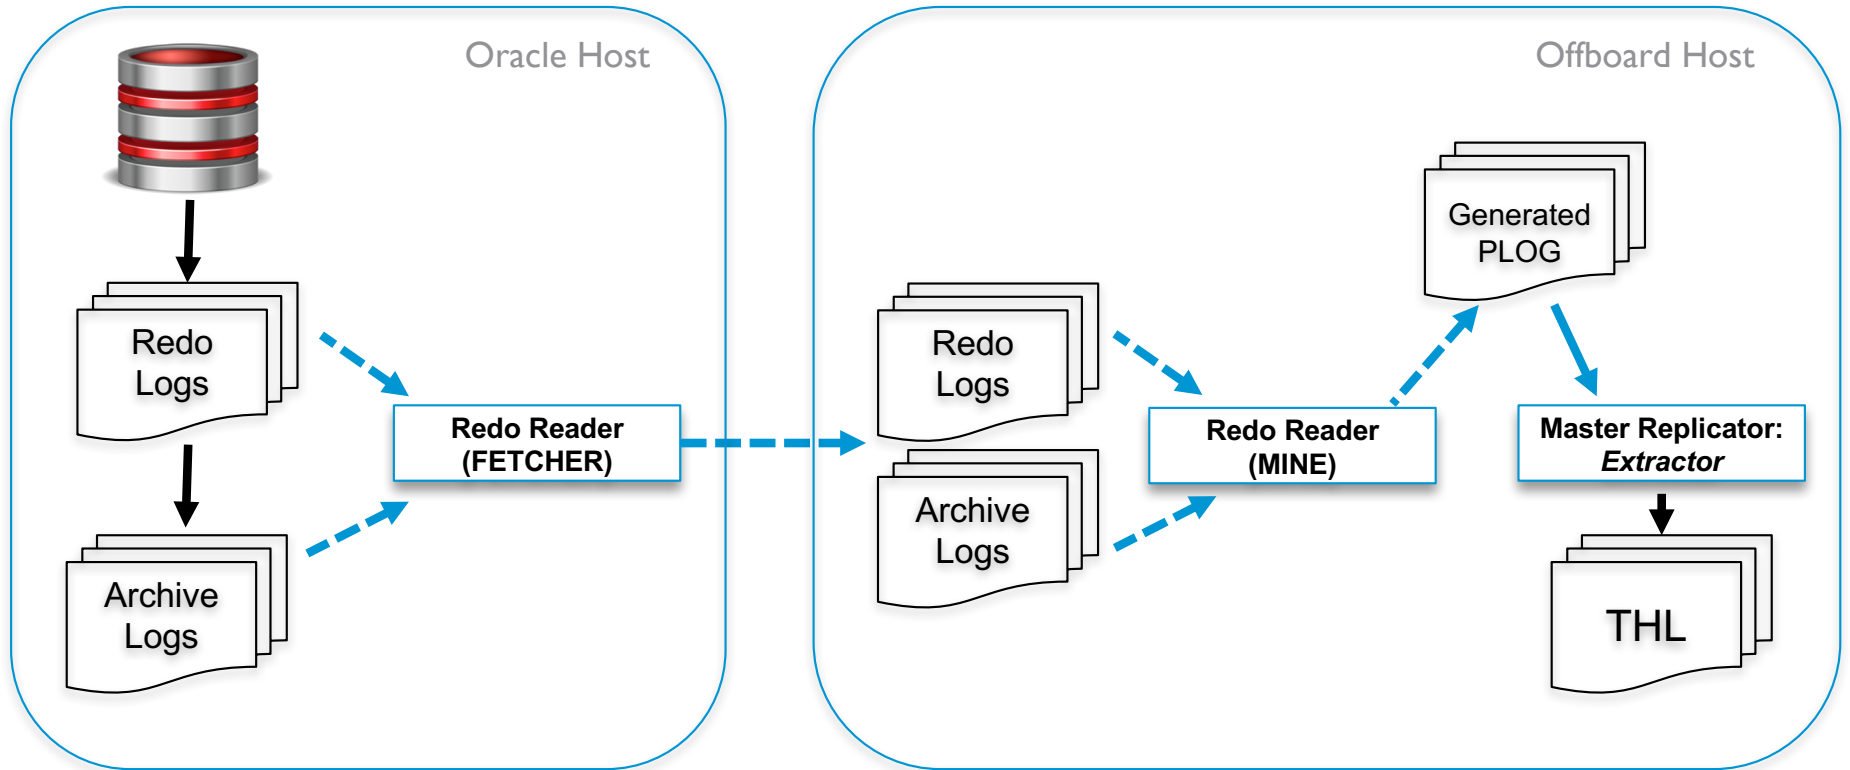 Oracle Host
Redo
Logs
Archive
Logs
Redo Reader
(FETCHER)
Offboard Host
Redo
Logs
Archive
Logs
Redo Reader
(MINE)
Generated
PLOG
Master Replicator:
Extractor
THL